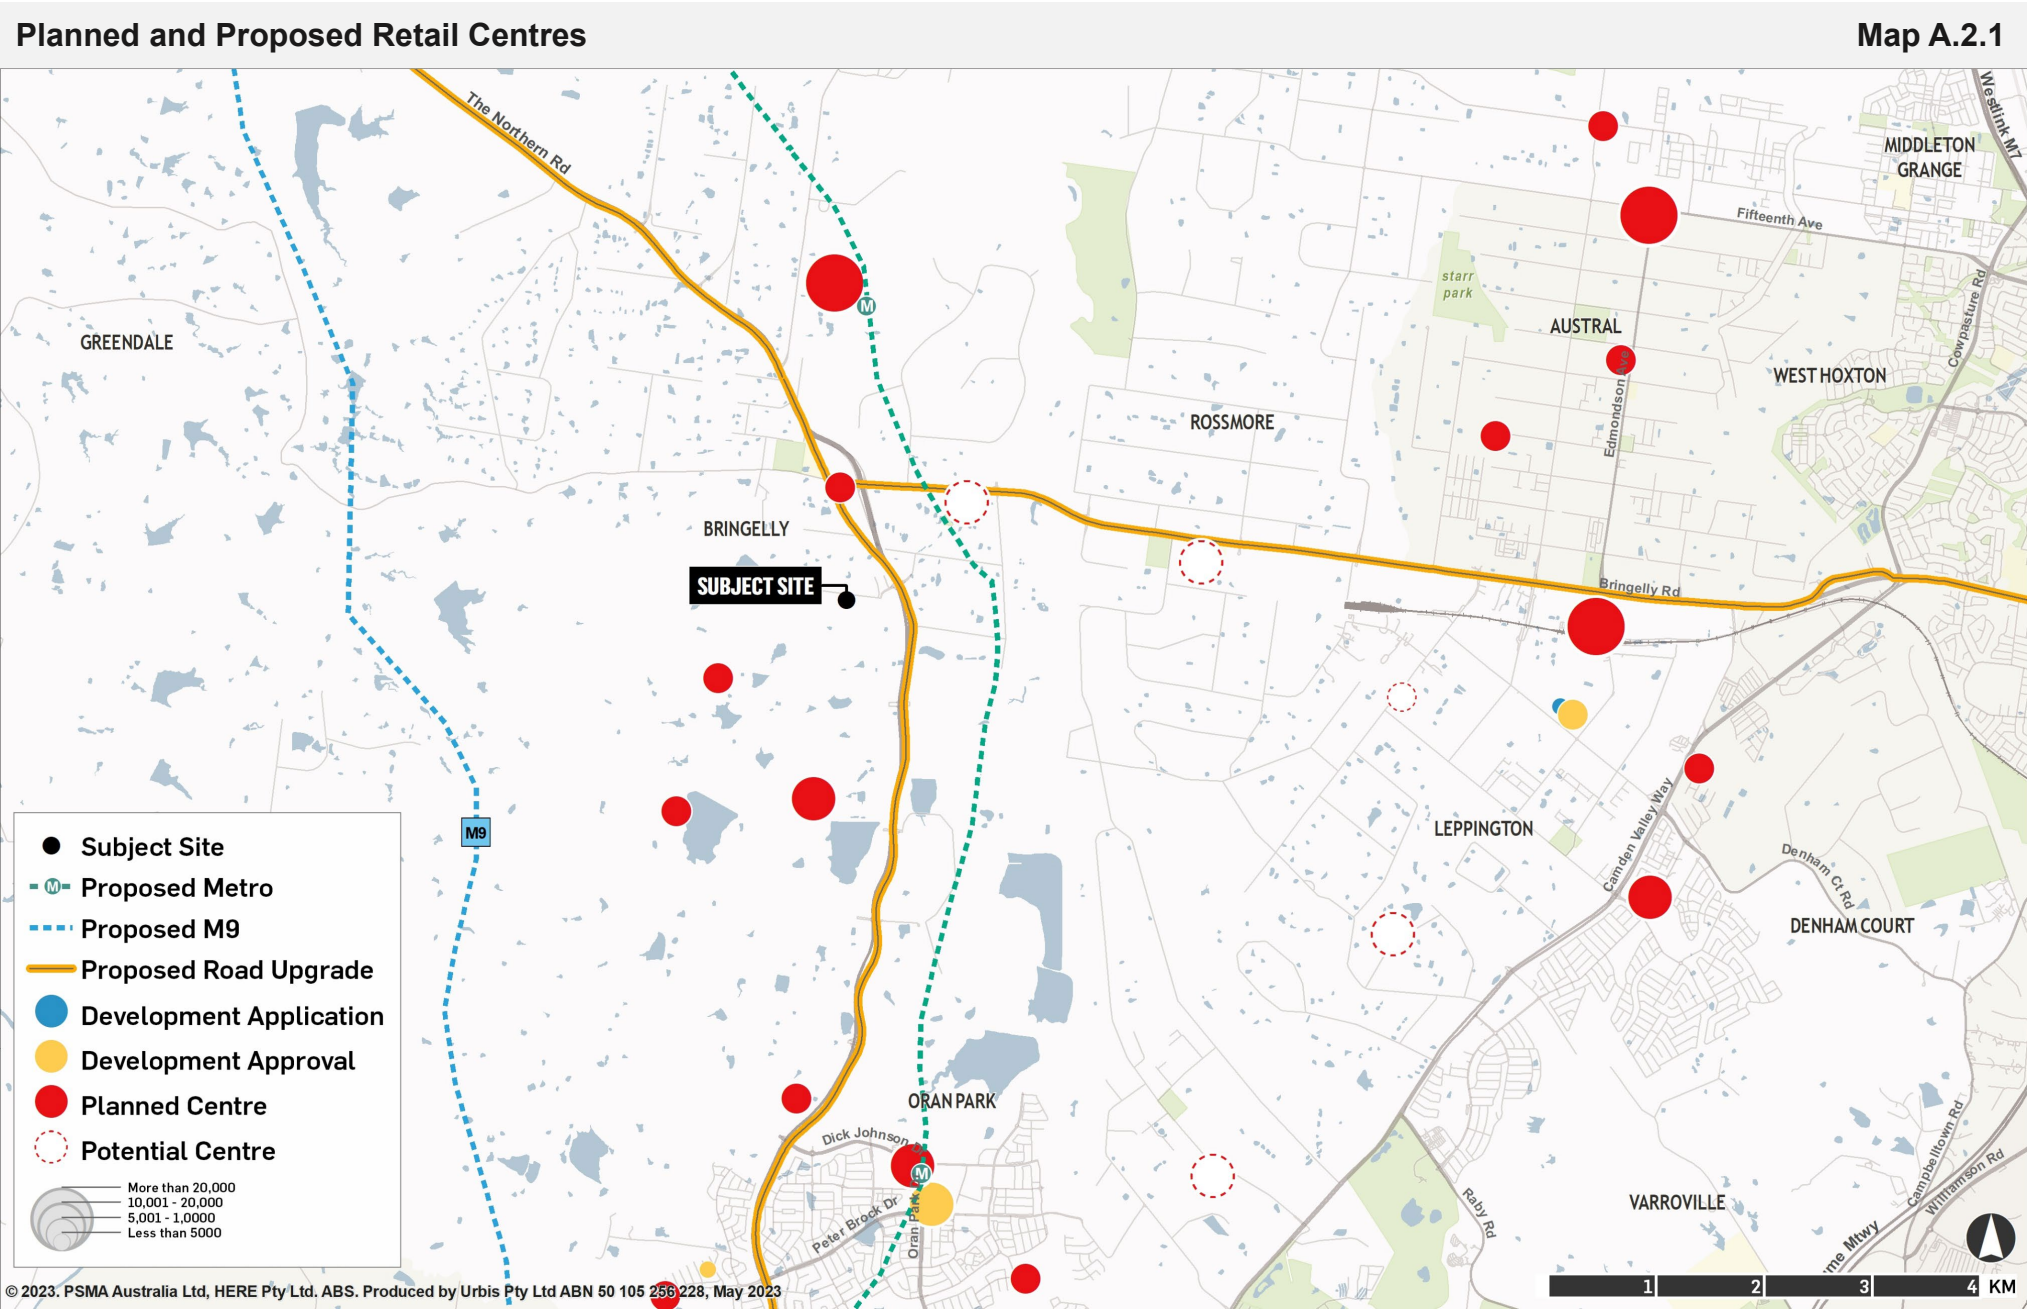 Planned and Proposed Retail Centres
Map A.2.1
The Northern Rd
Westlink M7
MIDDLETON
GRANGE
Fifteenth Ave
starr
park
M
Cowpasture Rd
GREENDALE
AUSTRAL
WEST HOXTON
Edmondson Ave
ROSSMORE
BRINGELLY
SUBJECT SITE
Bringelly Rd
M9
LEPPINGTON
Camden Valley Way
Denham Ct Rd
DENHAM COURT
ORAN PARK
Dick Johnson Dr
M
Peter Brock Dr
Oran Park
Raby Rd
VARROVILLE
Campbelltown Rd
Williamson Rd
me Mtwy
Subject Site
M
Proposed Metro
Proposed M9
Proposed Road Upgrade
Development Application
Development Approval
Planned Centre
Potential Centre
More than 20,000
10,001 - 20,000
5,001 - 1,0000
Less than 5000
© 2023. PSMA Australia Ltd, HERE Pty Ltd. ABS. Produced by Urbis Pty Ltd ABN 50 105 256 228, May 2023
1 2 3 4 KM